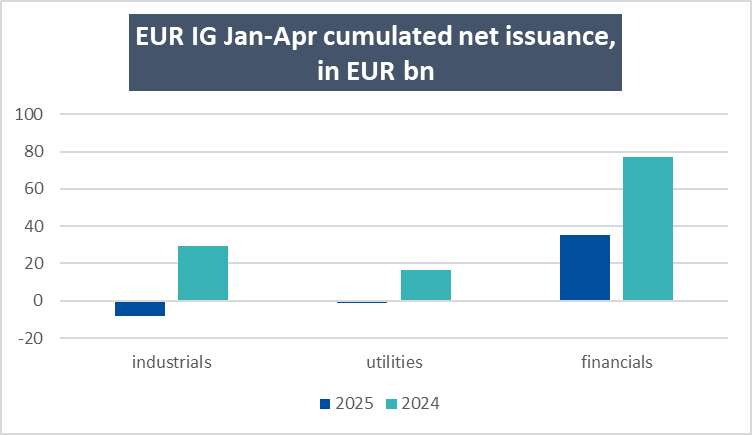 EUR IG Jan-Apr cumulated net issuance,
in EUR bn
100
80
60
40
20
0
-20
industrials utilities financials
2025 2024